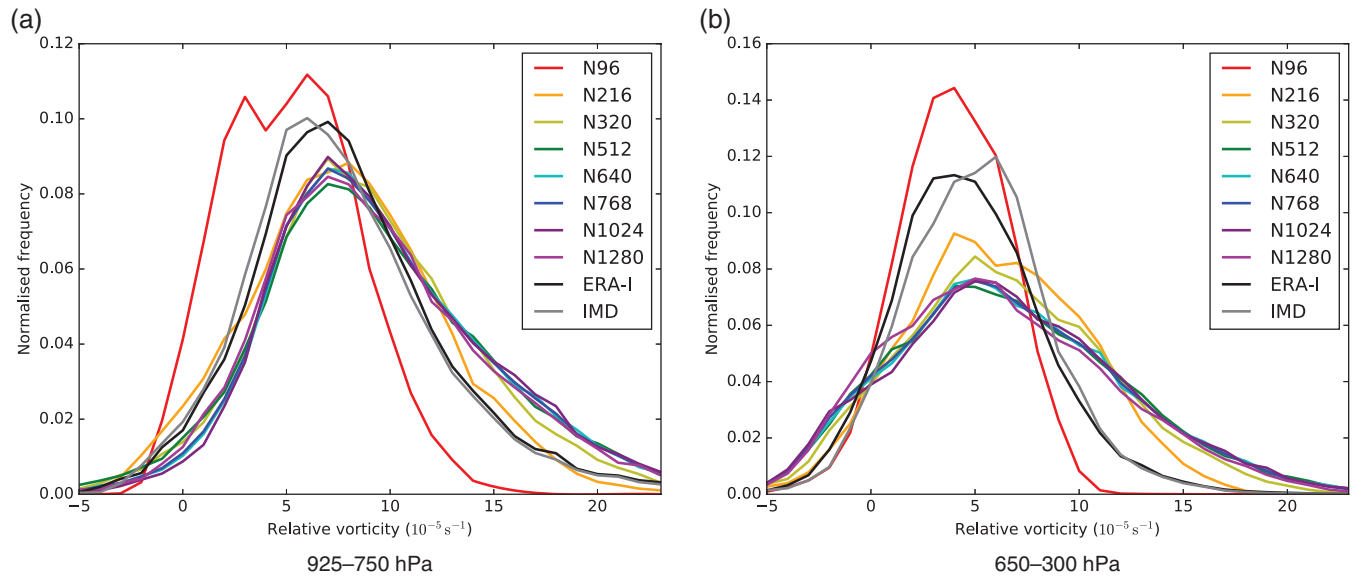 (a)
0.12
0.10
0.08
0.06
0.04
0.02
0.00
Normalised frequency
−5
0
5
10
15
20
Relative vorticity (10⁻⁵ s⁻¹)
925–750 hPa
N96
N216
N320
N512
N640
N768
N1024
N1280
ERA-I
IMD
(b)
0.16
0.14
0.12
0.10
0.08
0.06
0.04
0.02
0.00
Normalised frequency
−5
0
5
10
15
20
Relative vorticity (10⁻⁵ s⁻¹)
650–300 hPa
N96
N216
N320
N512
N640
N768
N1024
N1280
ERA-I
IMD